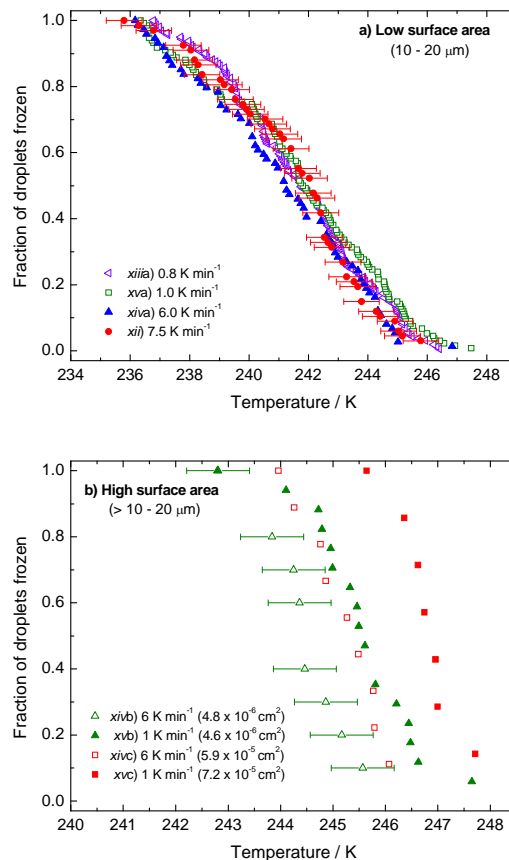 a) Low surface area
(10 - 20 μm)
1.0
0.8
0.6
0.4
0.2
0.0
Fraction of droplets frozen
xiiia) 0.8 K min⁻¹
xva) 1.0 K min⁻¹
xiva) 6.0 K min⁻¹
xii) 7.5 K min⁻¹
234 236 238 240 242 244 246 248
Temperature / K
b) High surface area
(> 10 - 20 μm)
1.0
0.8
0.6
0.4
0.2
0.0
Fraction of droplets frozen
xivb) 6 K min⁻¹ (4.8 x 10⁻⁶ cm²)
xvb) 1 K min⁻¹ (4.6 x 10⁻⁶ cm²)
xivc) 6 K min⁻¹ (5.9 x 10⁻⁵ cm²)
xvc) 1 K min⁻¹ (7.2 x 10⁻⁵ cm²)
240 241 242 243 244 245 246 247 248
Temperature / K